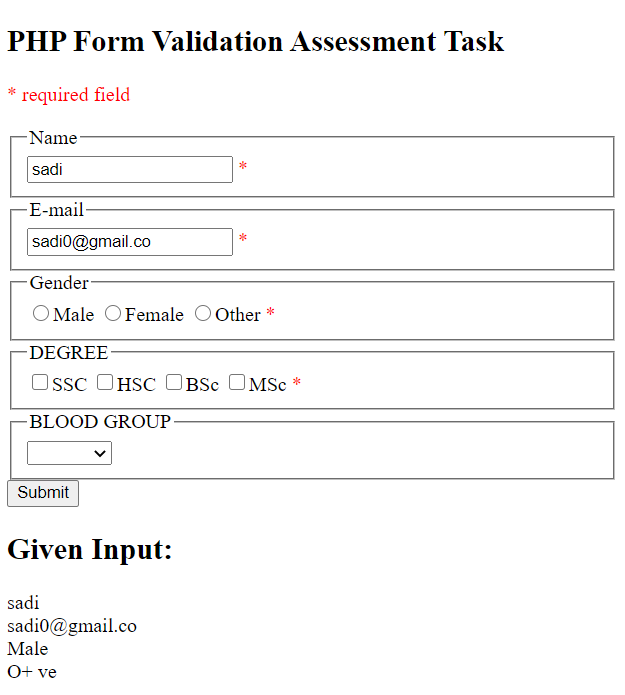 PHP Form Validation Assessment Task
* required field
Name
sadi *
E-mail
sadi0@gmail.co *
Gender
Male Female Other *
DEGREE
SSC HSC BSc MSc *
BLOOD GROUP
Submit
Given Input:
sadi
sadi0@gmail.co
Male
O+ ve